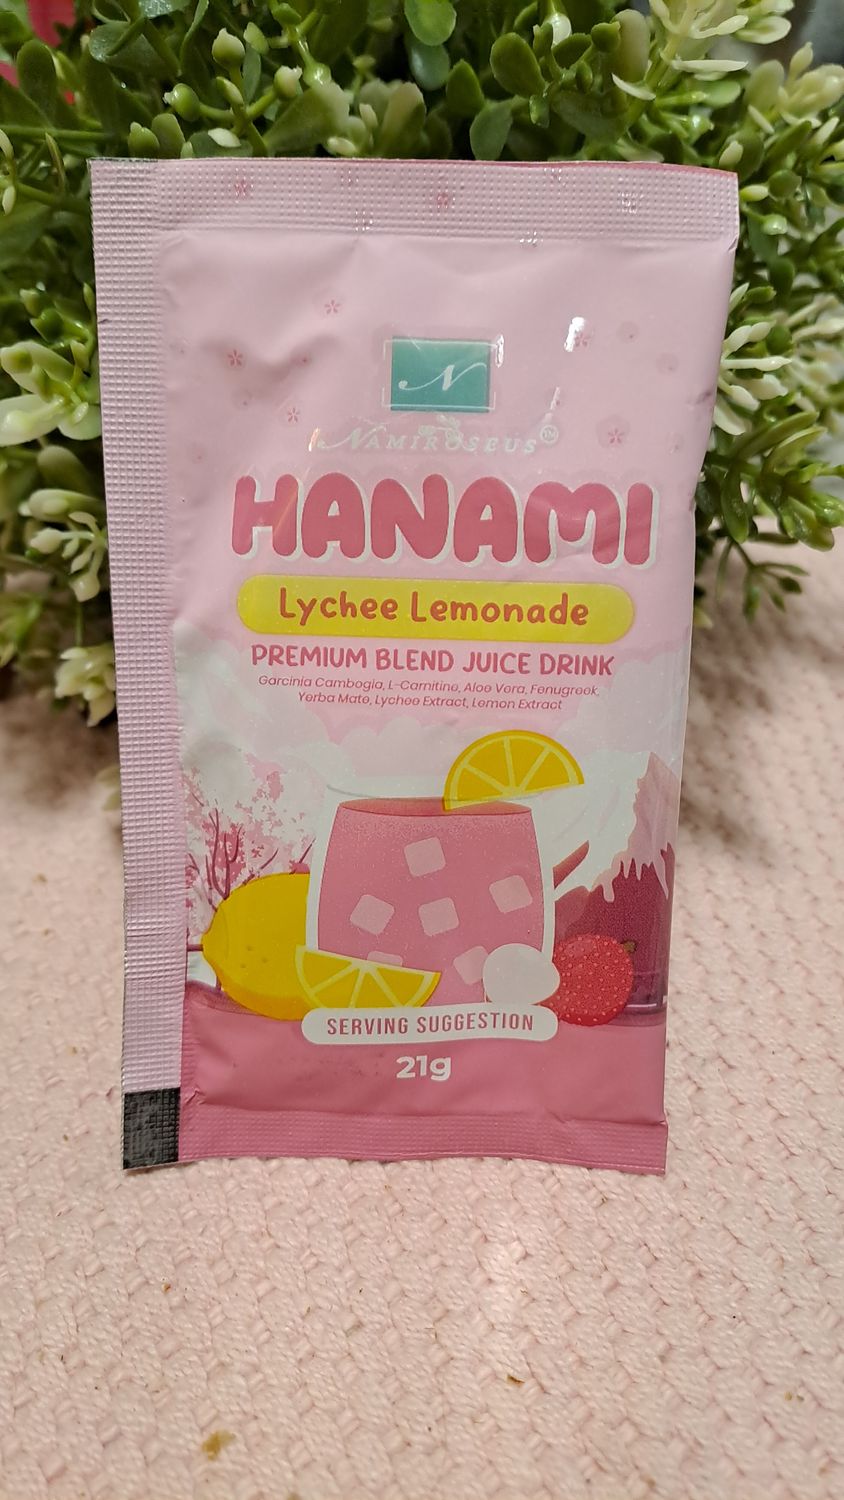 N
NAMIROSEUS™
HANAMI
Lychee Lemonade
PREMIUM BLEND JUICE DRINK
Garcinia Cambogia, L-Carnitine, Aloe Vera, Fenugreek,
Yerba Mate, Lychee Extract, Lemon Extract
SERVING SUGGESTION
21g